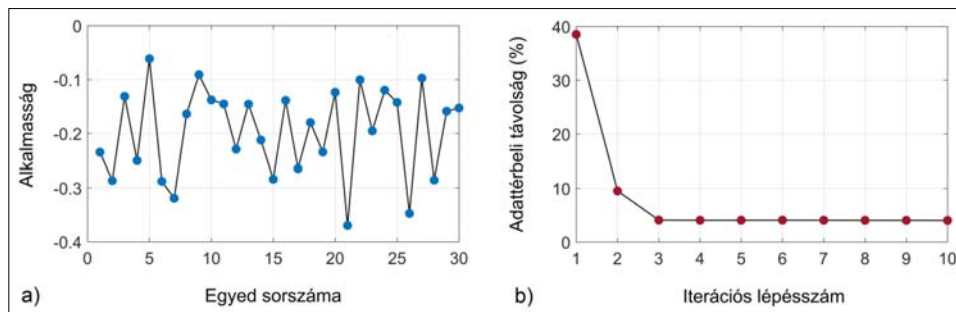 0
-0.1
-0.2
-0.3
-0.4
Alkalmasság
0 5 10 15 20 25 30
a) Egyed sorszáma
40
30
20
10
0
Adattérbeli távolság (%)
1 2 3 4 5 6 7 8 9 10
b) Iterációs lépésszám